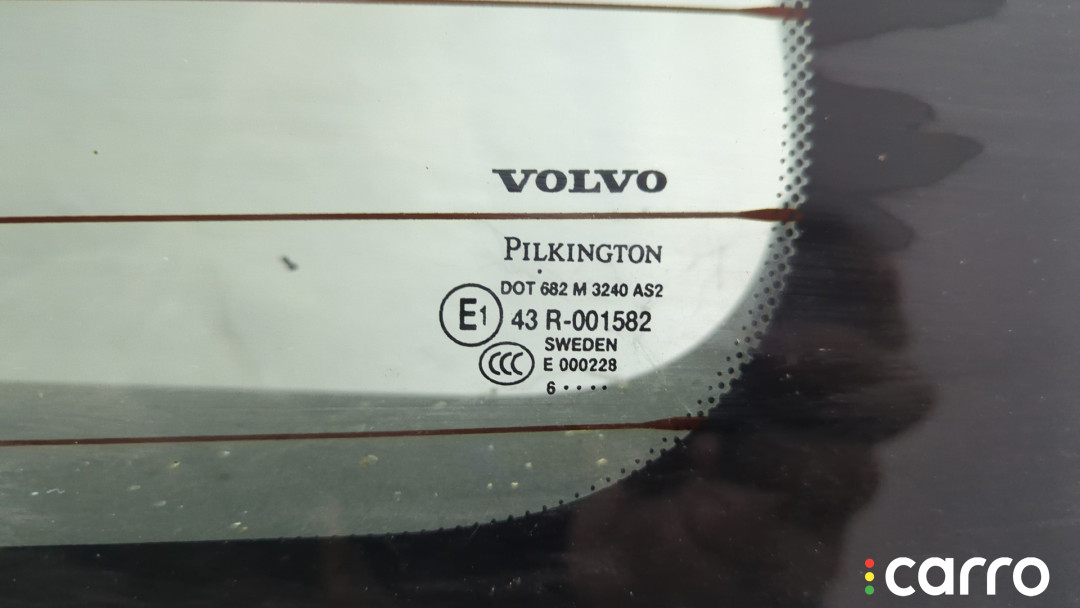 VOLVO
PILKINGTON
DOT 682 M 3240 AS2
E1 43 R-001582
SWEDEN
CCC E 000228
6 • • • •
carro